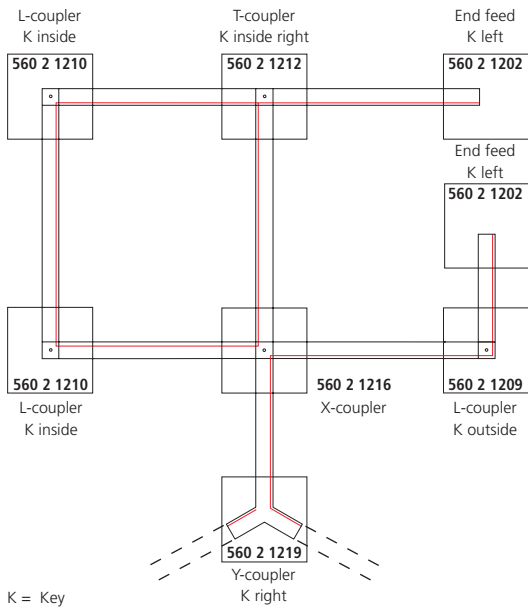 L-coupler
K inside
560 2 1210
T-coupler
K inside right
560 2 1212
End feed
K left
560 2 1202
End feed
K left
560 2 1202
560 2 1210
L-coupler
K inside
560 2 1216
X-coupler
560 2 1209
L-coupler
K outside
560 2 1219
Y-coupler
K right
K = Key